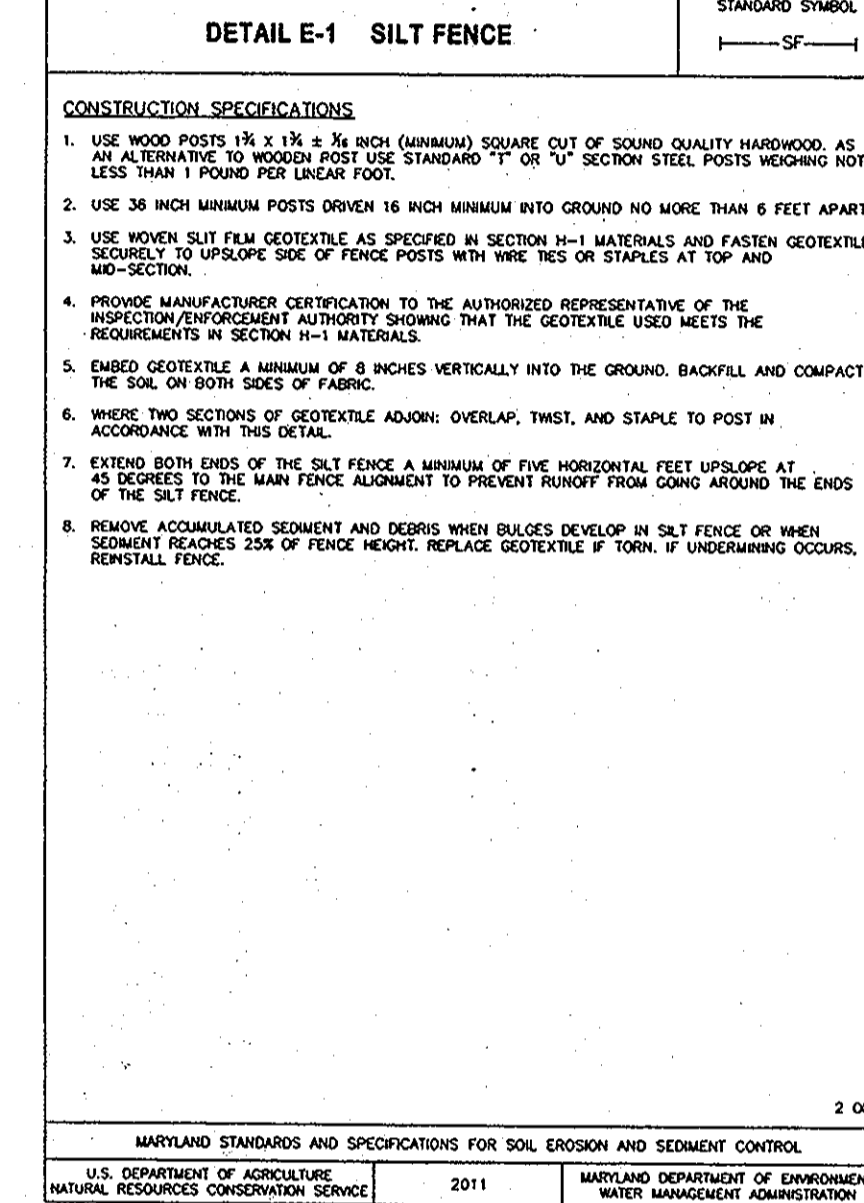 STANDARD SYMBOL
DETAIL E-1 SILT FENCE
SF
CONSTRUCTION SPECIFICATIONS
1. USE WOOD POSTS 1¾ X 1¾ ± 1⁄16 INCH (MINIMUM) SQUARE CUT OF SOUND QUALITY HARDWOOD. AS
AN ALTERNATIVE TO WOODEN POST USE STANDARD "T" OR "U" SECTION STEEL POSTS WEIGHING NOT
LESS THAN 1 POUND PER LINEAR FOOT.
2. USE 36 INCH MINIMUM POSTS DRIVEN 16 INCH MINIMUM INTO GROUND NO MORE THAN 6 FEET APART
3. USE WOVEN SLIT FILM GEOTEXTILE AS SPECIFIED IN SECTION H-1 MATERIALS AND FASTEN GEOTEXTILE
SECURELY TO UPSLOPE SIDE OF FENCE POSTS WITH WIRE TIES OR STAPLES AT TOP AND
MID-SECTION.
4. PROVIDE MANUFACTURER CERTIFICATION TO THE AUTHORIZED REPRESENTATIVE OF THE
INSPECTION/ENFORCEMENT AUTHORITY SHOWING THAT THE GEOTEXTILE USED MEETS THE
REQUIREMENTS IN SECTION H-1 MATERIALS.
5. EMBED GEOTEXTILE A MINIMUM OF 8 INCHES VERTICALLY INTO THE GROUND. BACKFILL AND COMPACT
THE SOIL ON BOTH SIDES OF FABRIC.
6. WHERE TWO SECTIONS OF GEOTEXTILE ADJOIN: OVERLAP, TWIST, AND STAPLE TO POST IN
ACCORDANCE WITH THIS DETAIL.
7. EXTEND BOTH ENDS OF THE SILT FENCE A MINIMUM OF FIVE HORIZONTAL FEET UPSLOPE AT
45 DEGREES TO THE MAIN FENCE ALIGNMENT TO PREVENT RUNOFF FROM GOING AROUND THE ENDS
OF THE SILT FENCE.
8. REMOVE ACCUMULATED SEDIMENT AND DEBRIS WHEN BULGES DEVELOP IN SILT FENCE OR WHEN
SEDIMENT REACHES 25% OF FENCE HEIGHT. REPLACE GEOTEXTILE IF TORN. IF UNDERMINING OCCURS,
REINSTALL FENCE.
2
MARYLAND STANDARDS AND SPECIFICATIONS FOR SOIL EROSION AND SEDIMENT CONTROL
U.S. DEPARTMENT OF AGRICULTURE
NATURAL RESOURCES CONSERVATION SERVICE
2011
MARYLAND DEPARTMENT OF ENVIRONMEN
WATER MANAGEMENT ADMINISTRATION